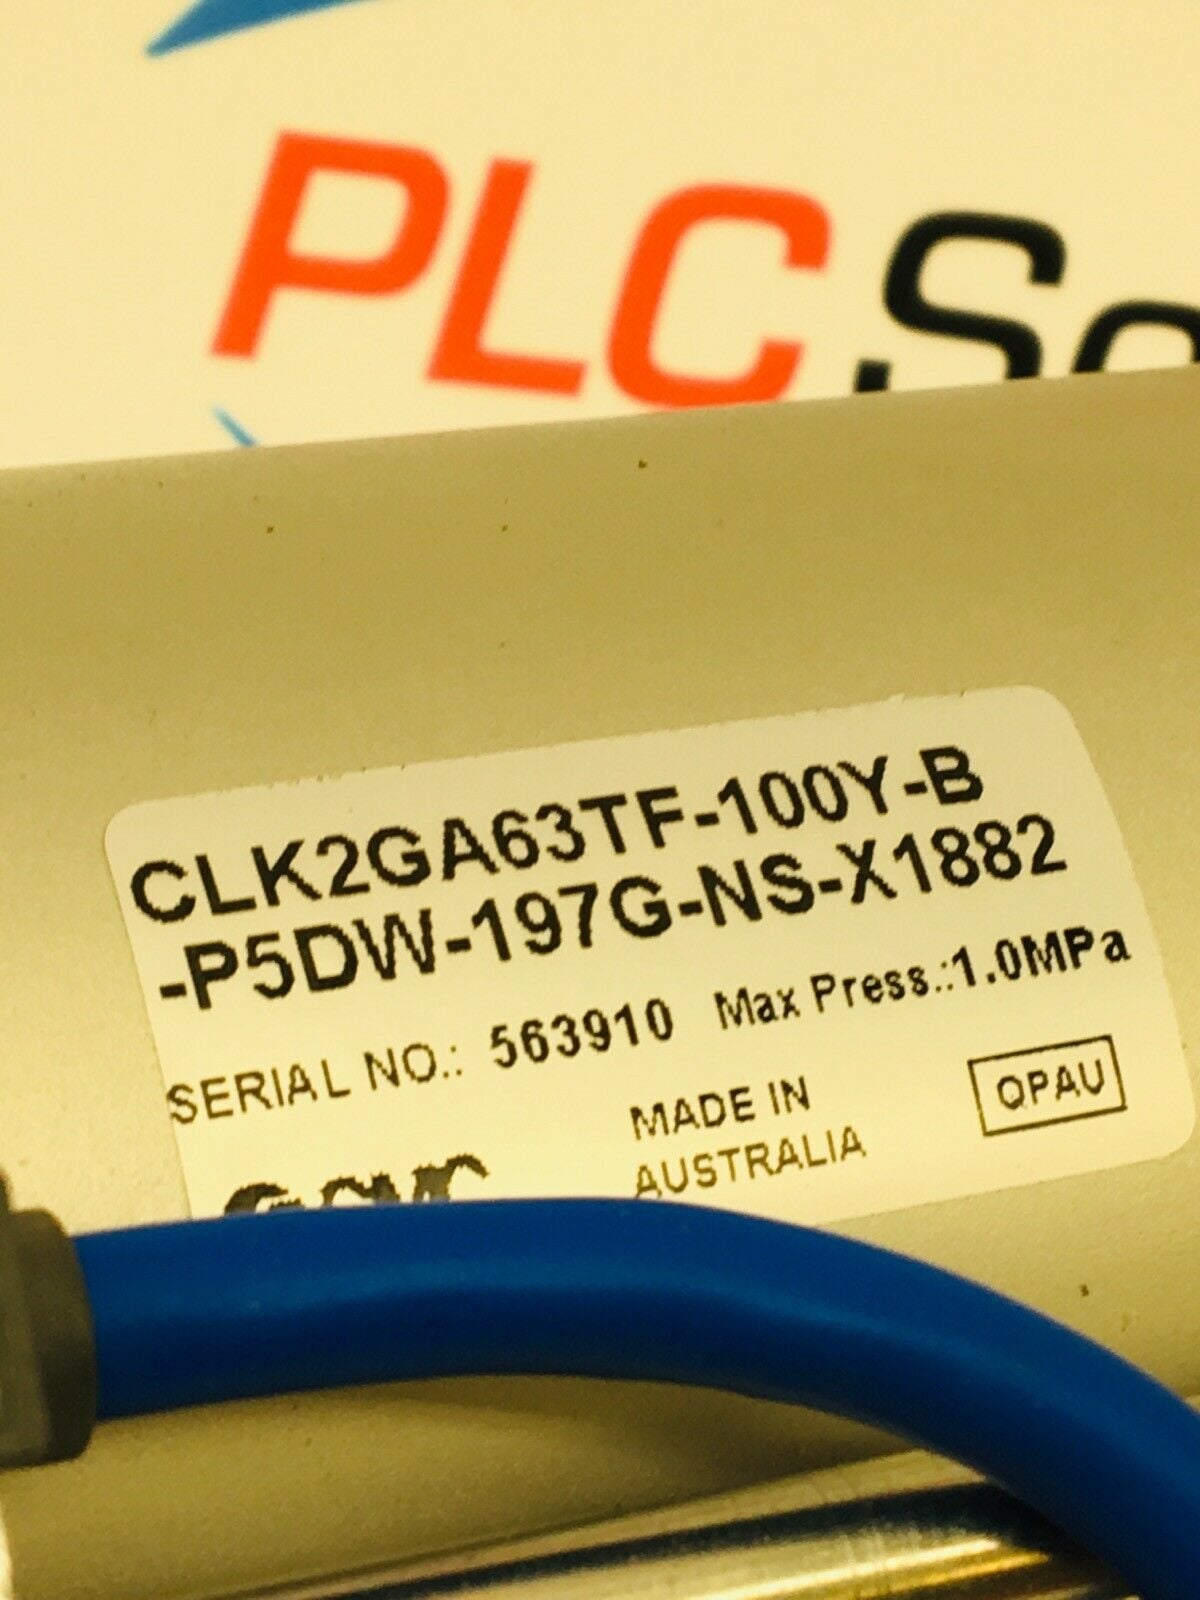 PLC
CLK2GA63TF-100Y-B
-P5DW-197G-NS-X1882
SERIAL NO.: 563910 Max Press.:1.0MPa
MADE IN
AUSTRALIA
QPAU